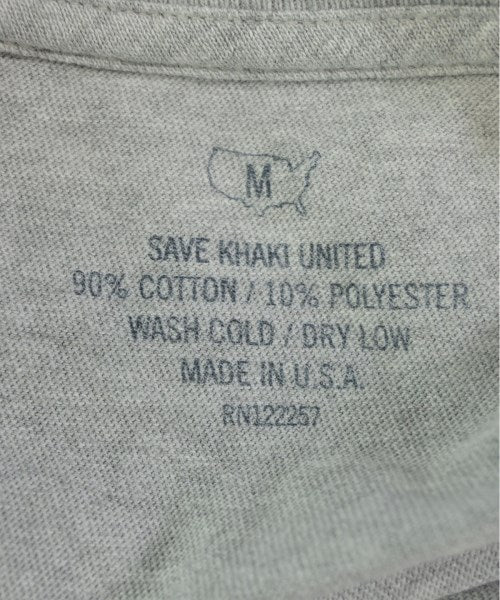 M
SAVE KHAKI UNITED
90% COTTON / 10% POLYESTER
WASH COLD / DRY LOW
MADE IN U.S.A.
RN122257